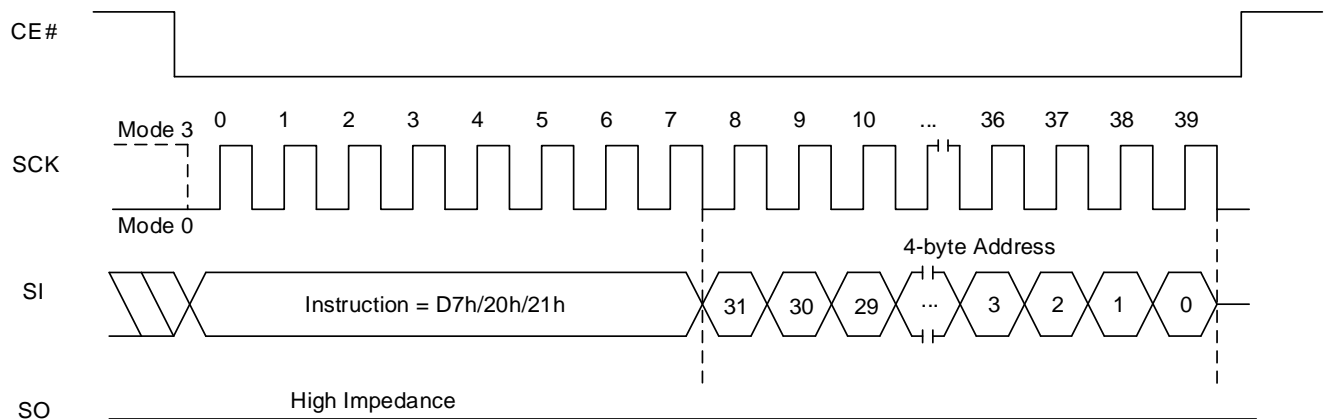 CE#
Mode 3
0 1 2 3 4 5 6 7 8 9 10 ... 36 37 38 39
SCK
Mode 0
4-byte Address
SI
Instruction = D7h/20h/21h
31 30 29 ... 3 2 1 0
High Impedance
SO